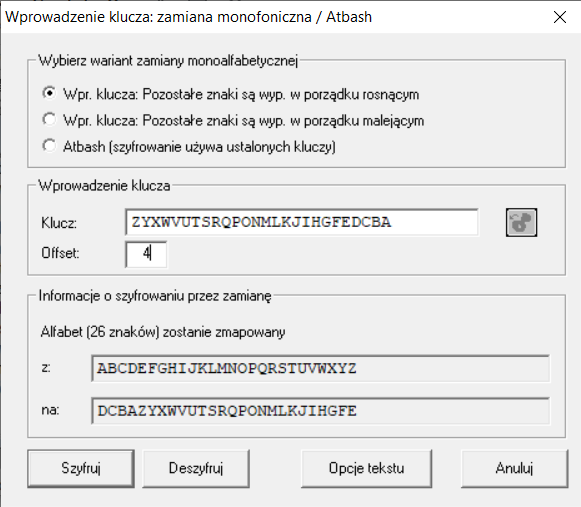 Wprowadzenie klucza: zamiana monofoniczna / Atbash
Wybierz wariant zamiany monoalfabetycznej
Wpr. klucza: Pozostałe znaki są wyp. w porządku rosnącym
Wpr. klucza: Pozostałe znaki są wyp. w porządku malejącym
Atbash (szyfrowanie używa ustalonych kluczy)
Wprowadzenie klucza
Klucz: ZYXWVUTSRQPONMLKJIHGFEDCBA
Offset: 4
Informacje o szyfrowaniu przez zamianę
Alfabet (26 znaków) zostanie zmapowany
z: ABCDEFGHIJKLMNOPQRSTUVWXYZ
na: DCBAZYXWVUTSRQPONMLKJIHGFE
Szyfruj Deszyfruj Opcje tekstu Anuluj